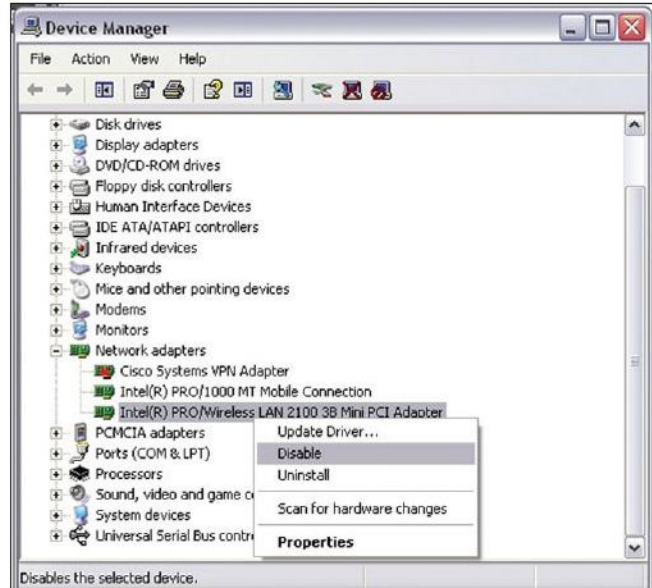 Device Manager
File Action View Help
Disk drives
Display adapters
DVD/CD-ROM drives
Floppy disk controllers
Human Interface Devices
IDE ATA/ATAPI controllers
Infrared devices
Keyboards
Mice and other pointing devices
Modems
Monitors
Network adapters
Cisco Systems VPN Adapter
Intel(R) PRO/1000 MT Mobile Connection
Intel(R) PRO/Wireless LAN 2100 3B Mini PCI Adapter
PCMCIA adapters
Ports (COM & LPT)
Processors
Sound, video and game c
System devices
Universal Serial Bus contr
Update Driver...
Disable
Uninstall
Scan for hardware changes
Properties
Disables the selected device.